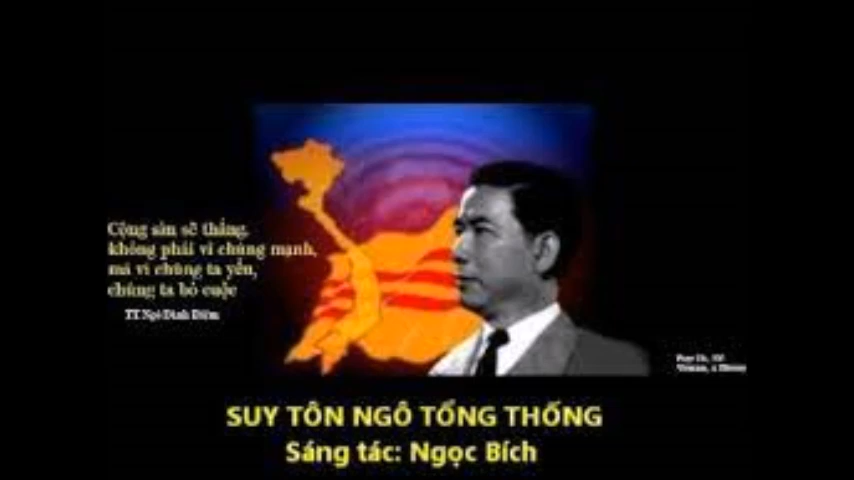 Cộng sản sẽ thắng,
không phải vì chúng mạnh,
mà vì chúng ta yếu,
chúng ta bỏ cuộc
TT Ngô Đình Diệm
SUY TÔN NGÔ TỔNG THỐNG
Sáng tác: Ngọc Bích